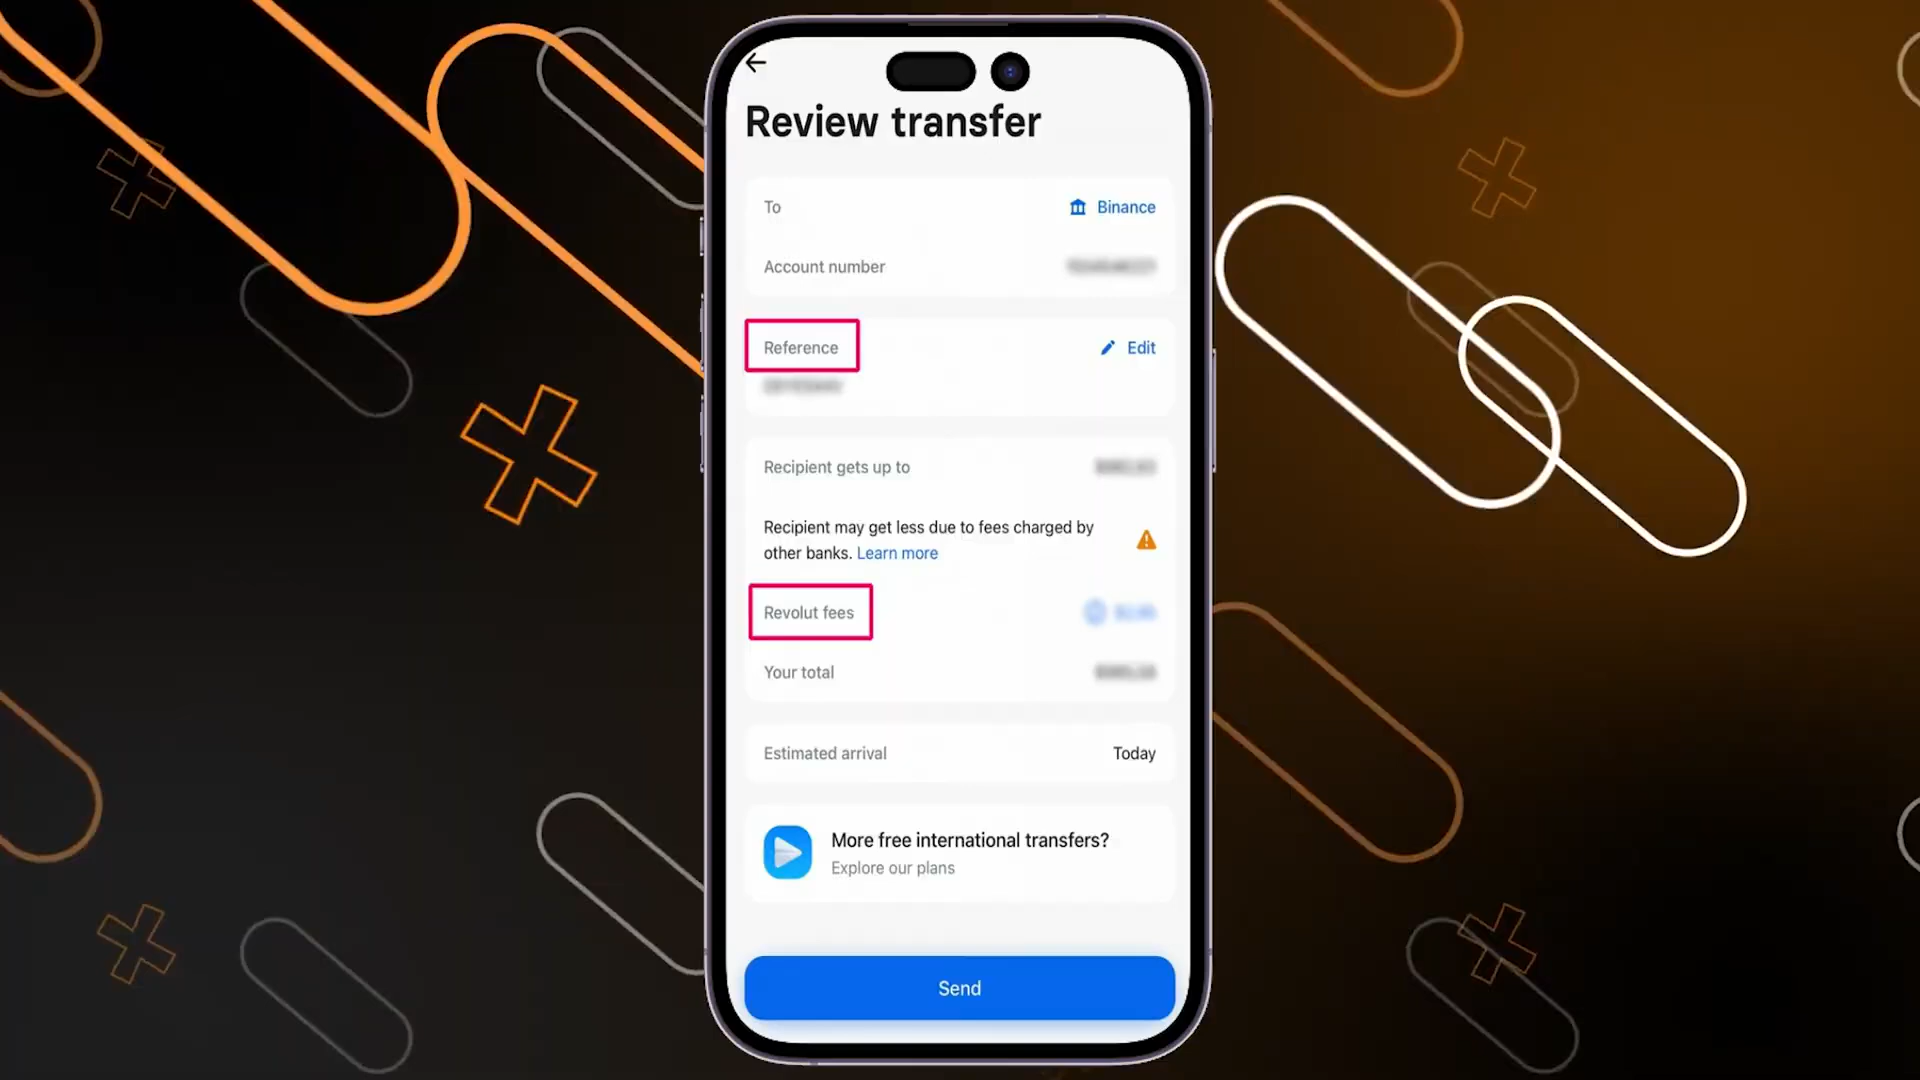 Review transfer
To
Binance
Account number
Reference
Edit
Recipient gets up to
Recipient may get less due to fees charged by
other banks. Learn more
Revolut fees
Your total
Estimated arrival
Today
More free international transfers?
Explore our plans
Send